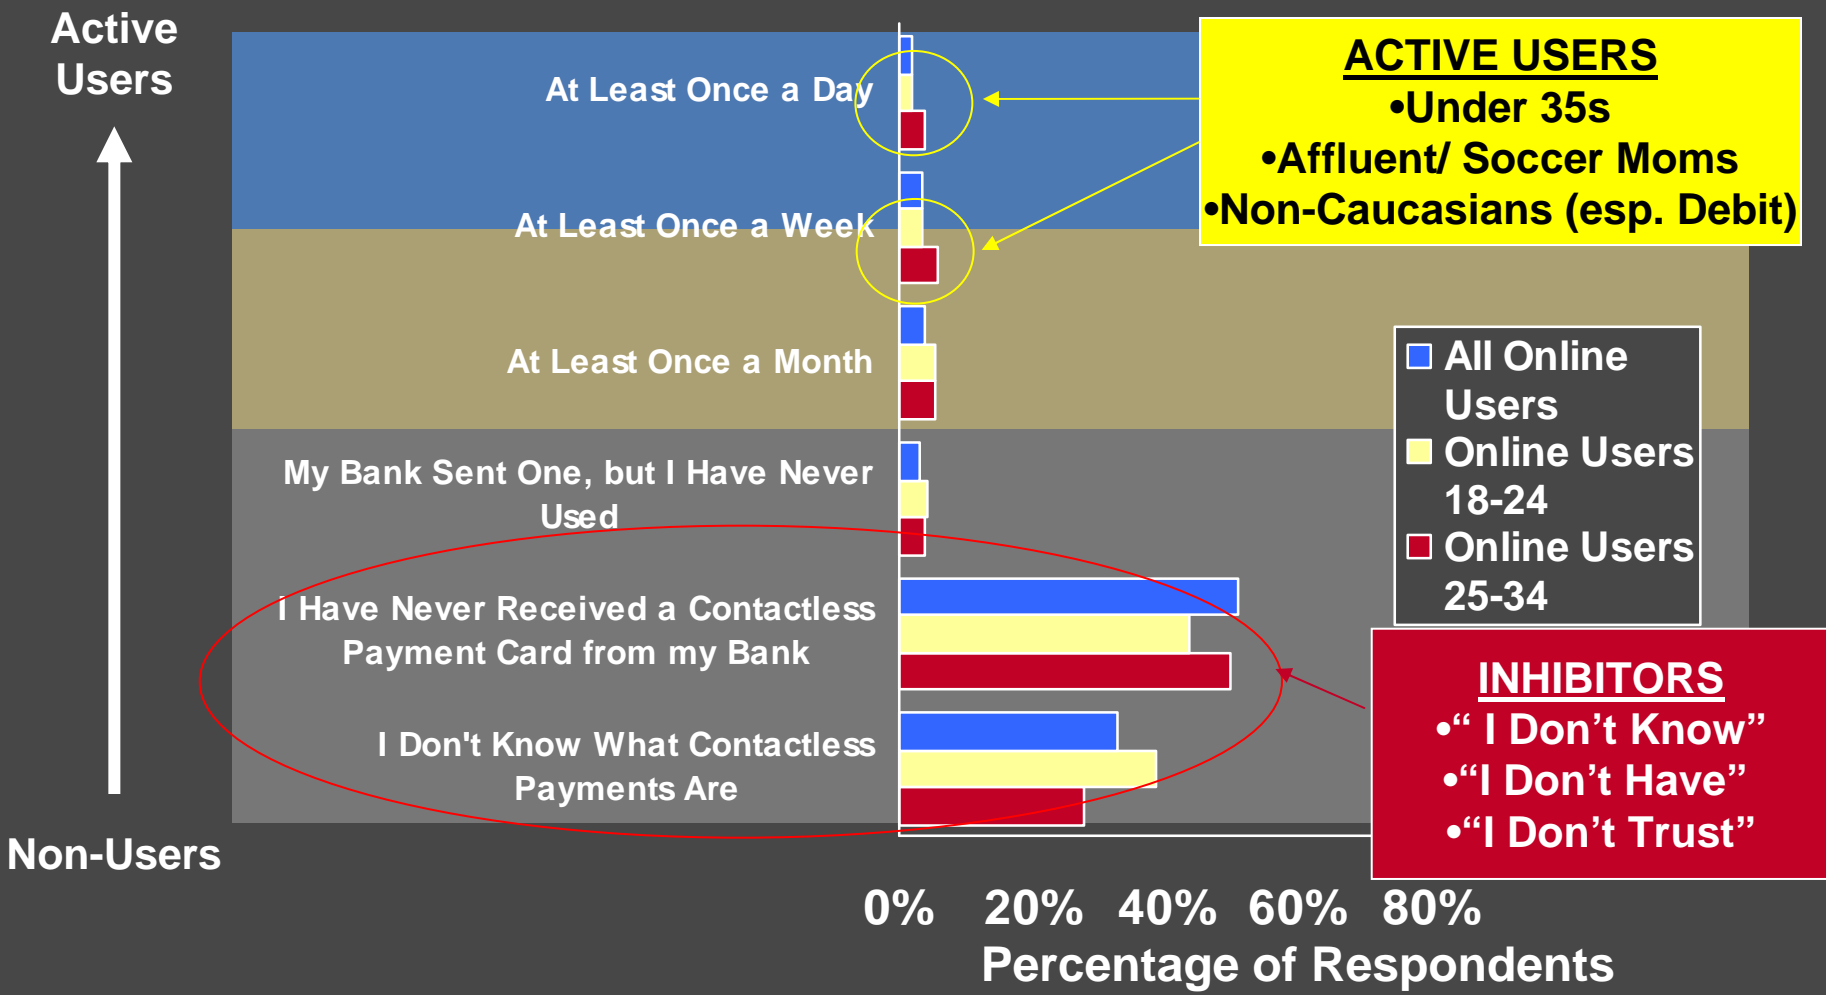 Active
Users
At Least Once a Day
At Least Once a Week
At Least Once a Month
My Bank Sent One, but I Have Never
Used
I Have Never Received a Contactless
Payment Card from my Bank
I Don't Know What Contactless
Payments Are
Non-Users
ACTIVE USERS
•Under 35s
•Affluent/ Soccer Moms
•Non-Caucasians (esp. Debit)
All Online
Users
Online Users
18-24
Online Users
25-34
INHIBITORS
•“ I Don’t Know”
•“I Don’t Have”
•“I Don’t Trust”
0% 20% 40% 60% 80%
Percentage of Respondents